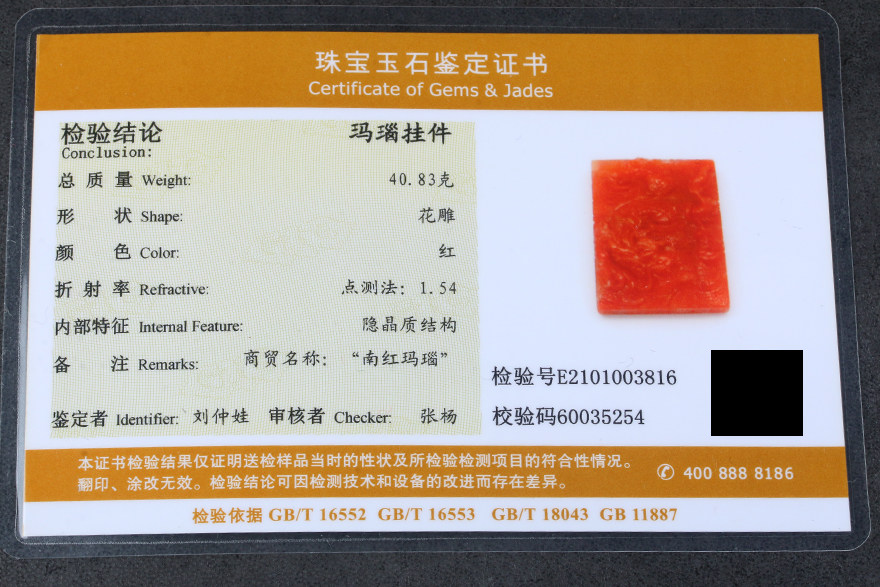 珠宝玉石鉴定证书
Certificate of Gems & Jades
检验结论 玛瑙挂件
Conclusion:
总质量 Weight: 40.83克
形状 Shape: 花雕
颜色 Color: 红
折射率 Refractive: 点测法: 1.54
内部特征 Internal Feature: 隐晶质结构
备注 Remarks: 商贸名称: “南红玛瑙”
鉴定者 Identifier: 刘仲娃 审核者 Checker: 张杨
检验号E2101003816
校验码60035254
本证书检验结果仅证明送检样品当时的性状及所检验检测项目的符合性情况。
翻印、涂改无效。检验结论可因检测技术和设备的改进而存在差异。
✆ 400 888 8186
检验依据 GB/T 16552 GB/T 16553 GB/T 18043 GB 11887